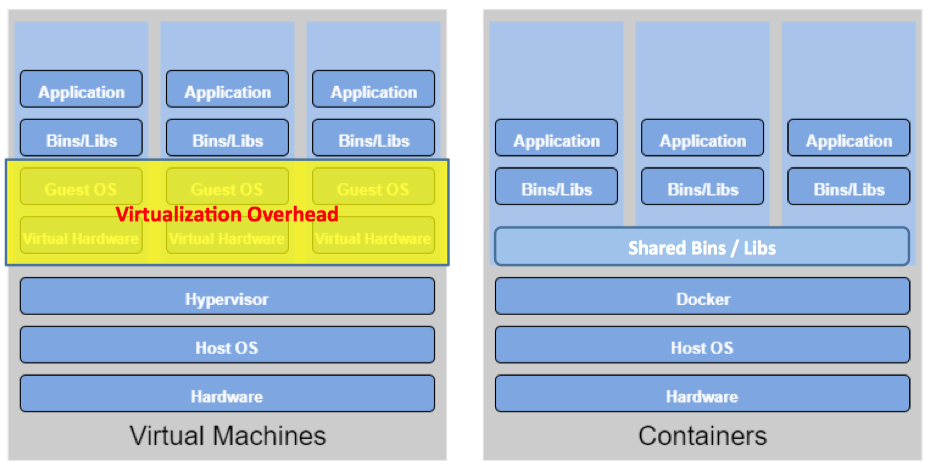 Application Application Application
Bins/Libs Bins/Libs Bins/Libs
Guest OS Guest OS Guest OS
Virtualization Overhead
Virtual Hardware Virtual Hardware Virtual Hardware
Hypervisor
Host OS
Hardware
Virtual Machines
Application Application Application
Bins/Libs Bins/Libs Bins/Libs
Shared Bins / Libs
Docker
Host OS
Hardware
Containers